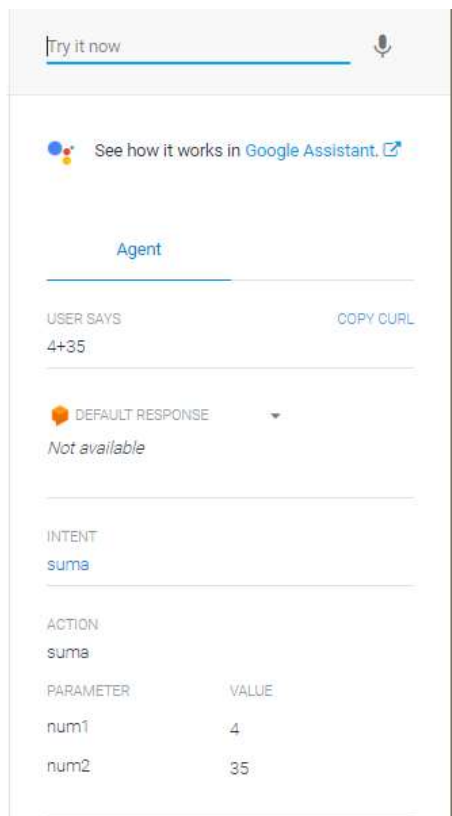 Try it now
See how it works in Google Assistant.
Agent
USER SAYS COPY CURL
4+35
DEFAULT RESPONSE
Not available
INTENT
suma
ACTION
suma
PARAMETER VALUE
num1 4
num2 35